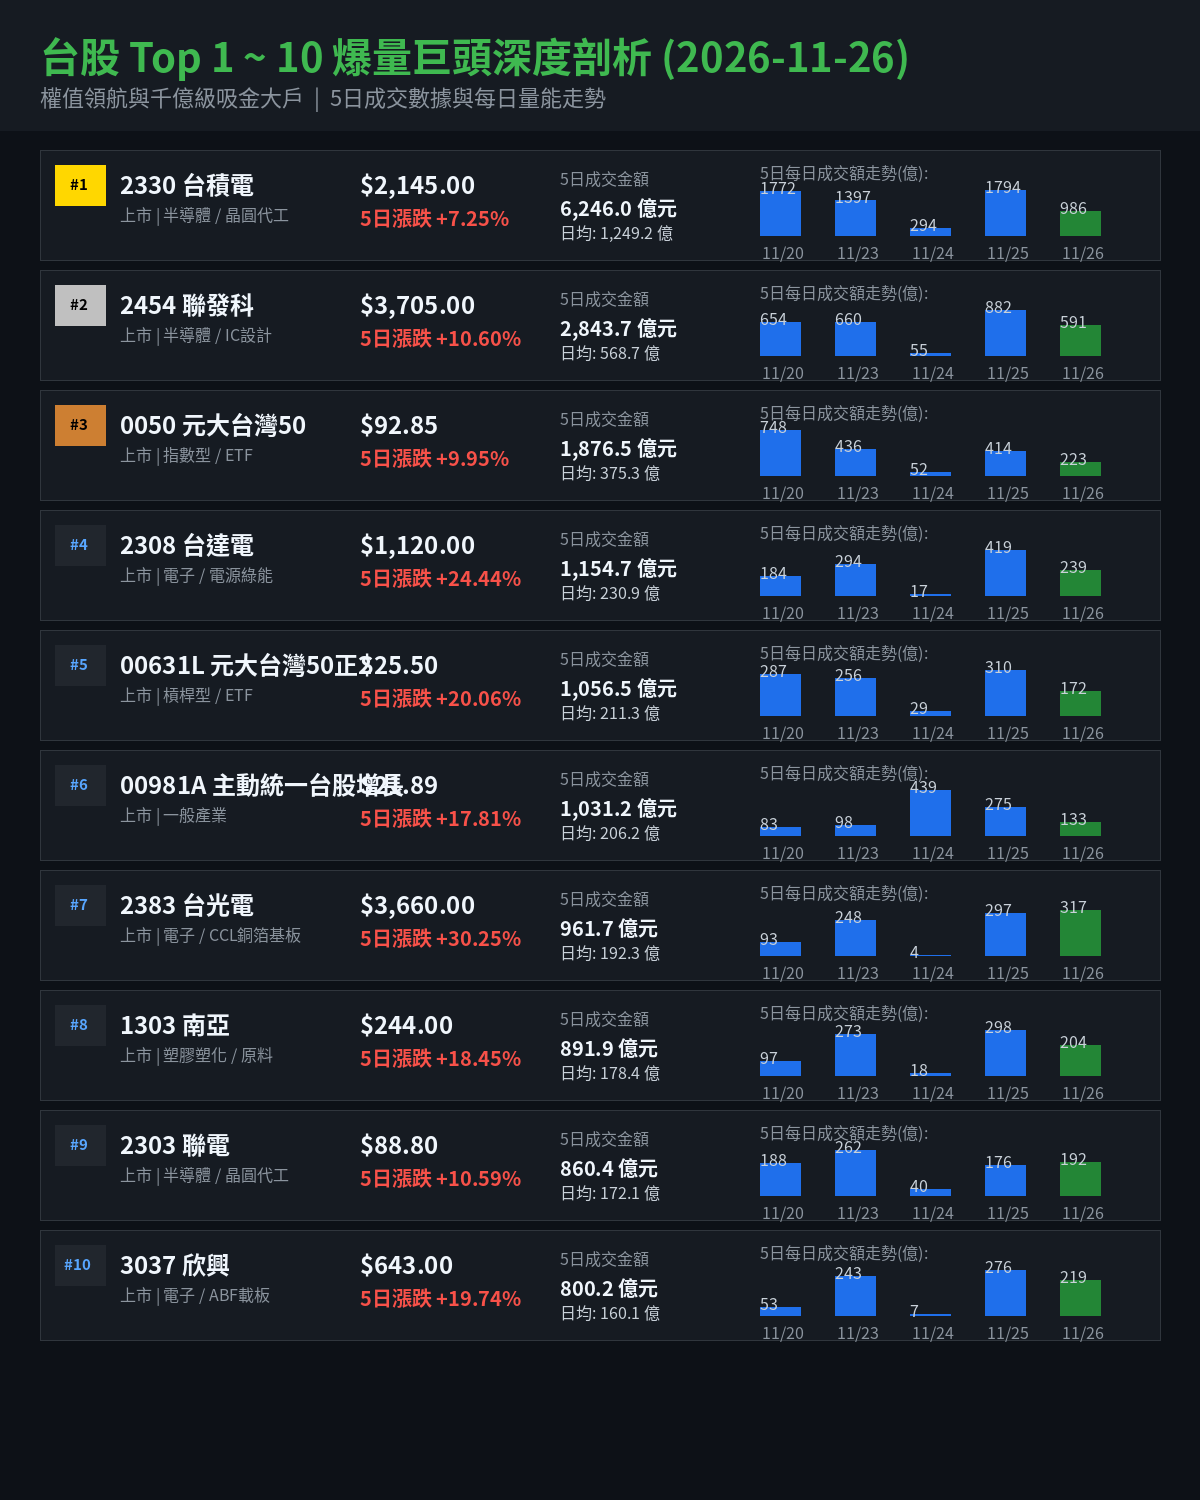 台股 Top 1 ~ 10 爆量巨頭深度剖析 (2026-11-26)
權值領航與千億級吸金大戶 | 5日成交數據與每日量能走勢
#1
2330 台積電
上市 | 半導體 / 晶圓代工
$2,145.00
5日漲跌 +7.25%
5日成交金額
6,246.0 億元
日均: 1,249.2 億
5日每日成交額走勢(億):
1772 1397 294 1794 986
11/20 11/23 11/24 11/25 11/26
#2
2454 聯發科
上市 | 半導體 / IC設計
$3,705.00
5日漲跌 +10.60%
5日成交金額
2,843.7 億元
日均: 568.7 億
5日每日成交額走勢(億):
654 660 55 882 591
11/20 11/23 11/24 11/25 11/26
#3
0050 元大台灣50
上市 | 指數型 / ETF
$92.85
5日漲跌 +9.95%
5日成交金額
1,876.5 億元
日均: 375.3 億
5日每日成交額走勢(億):
748 436 52 414 223
11/20 11/23 11/24 11/25 11/26
#4
2308 台達電
上市 | 電子 / 電源綠能
$1,120.00
5日漲跌 +24.44%
5日成交金額
1,154.7 億元
日均: 230.9 億
5日每日成交額走勢(億):
184 294 17 419 239
11/20 11/23 11/24 11/25 11/26
#5
00631L 元大台灣50正2
上市 | 槓桿型 / ETF
$25.50
5日漲跌 +20.06%
5日成交金額
1,056.5 億元
日均: 211.3 億
5日每日成交額走勢(億):
287 256 29 310 172
11/20 11/23 11/24 11/25 11/26
#6
00981A 主動統一台股增長
上市 | 一般產業
5日漲跌 +17.81%
5日成交金額
1,031.2 億元
日均: 206.2 億
5日每日成交額走勢(億):
83 98 439 275 133
11/20 11/23 11/24 11/25 11/26
#7
2383 台光電
上市 | 電子 / CCL銅箔基板
$3,660.00
5日漲跌 +30.25%
5日成交金額
961.7 億元
日均: 192.3 億
5日每日成交額走勢(億):
93 248 4 297 317
11/20 11/23 11/24 11/25 11/26
#8
1303 南亞
上市 | 塑膠塑化 / 原料
$244.00
5日漲跌 +18.45%
5日成交金額
891.9 億元
日均: 178.4 億
5日每日成交額走勢(億):
97 273 18 298 204
11/20 11/23 11/24 11/25 11/26
#9
2303 聯電
上市 | 半導體 / 晶圓代工
$88.80
5日漲跌 +10.59%
5日成交金額
860.4 億元
日均: 172.1 億
5日每日成交額走勢(億):
188 262 40 176 192
11/20 11/23 11/24 11/25 11/26
#10
3037 欣興
上市 | 電子 / ABF載板
$643.00
5日漲跌 +19.74%
5日成交金額
800.2 億元
日均: 160.1 億
5日每日成交額走勢(億):
53 243 7 276 219
11/20 11/23 11/24 11/25 11/26